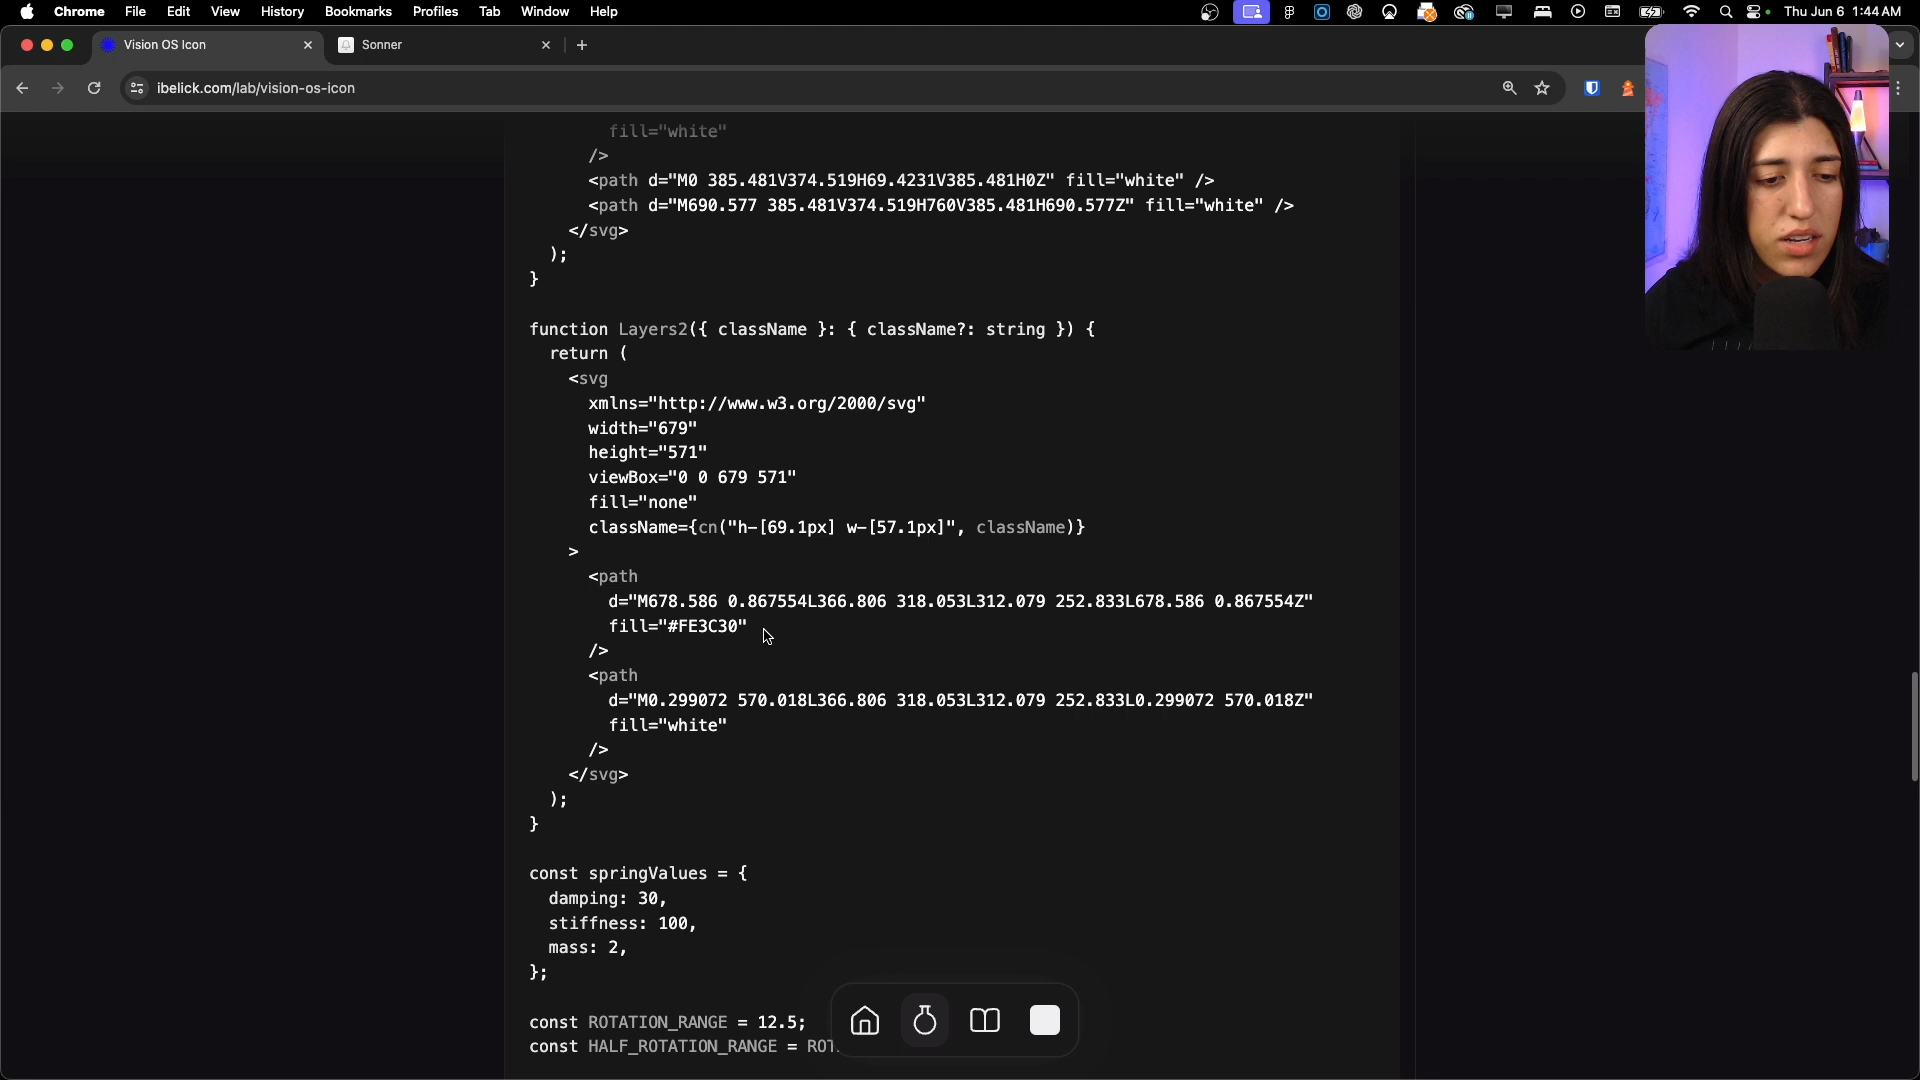 Chrome File Edit View History Bookmarks Profiles Tab Window Help
Thu Jun 6 1:44 AM
Vision OS Icon
Sonner
ibelick.com/lab/vision-os-icon
fill="white"
/>
<path d="M0 385.481V374.519H69.4231V385.481H0Z" fill="white" />
<path d="M690.577 385.481V374.519H760V385.481H690.577Z" fill="white" />
</svg>
);
}
function Layers2({ className }: { className?: string }) {
return (
<svg
xmlns="http://www.w3.org/2000/svg"
width="679"
height="571"
viewBox="0 0 679 571"
fill="none"
className={cn("h-[69.1px] w-[57.1px]", className)}
>
<path
d="M678.586 0.867554L366.806 318.053L312.079 252.833L678.586 0.867554Z"
fill="#FE3C30"
/>
<path
d="M0.299072 570.018L366.806 318.053L312.079 252.833L0.299072 570.018Z"
fill="white"
/>
</svg>
);
}
const springValues = {
damping: 30,
stiffness: 100,
mass: 2,
};
const ROTATION_RANGE = 12.5;
const HALF_ROTATION_RANGE = ROT